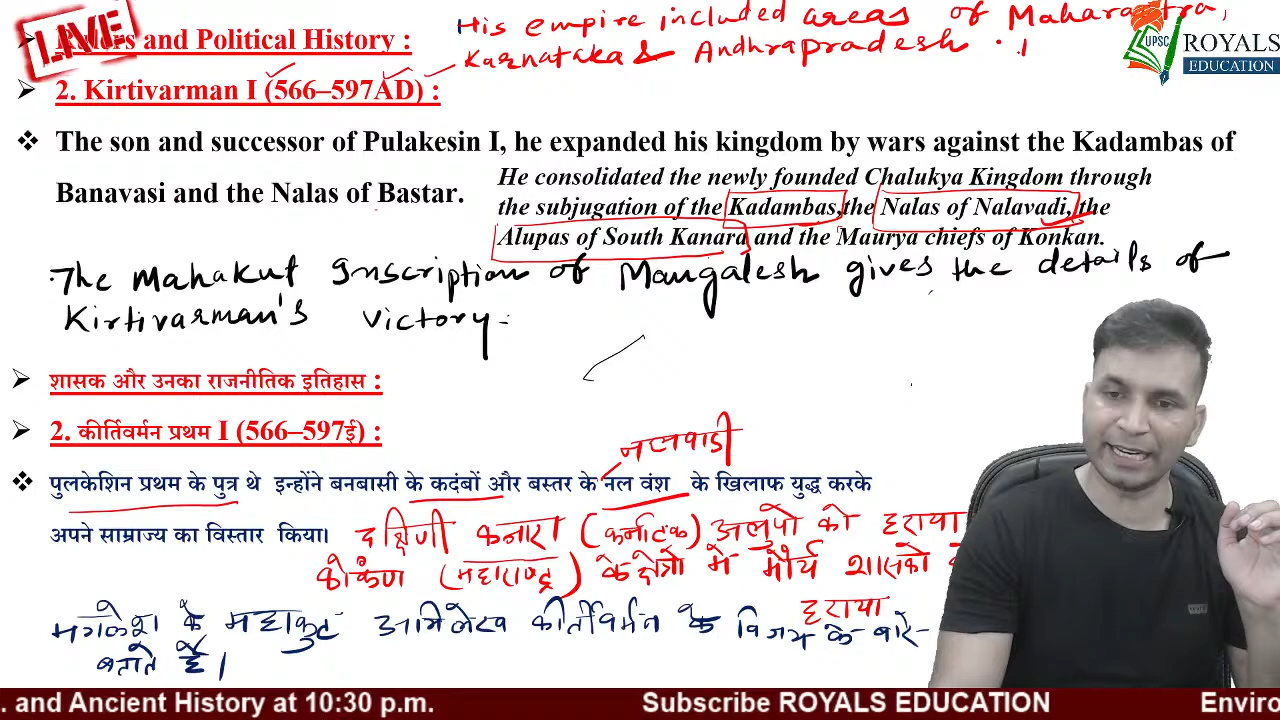 His empire included areas of Maharastra,
Karnataka & Andhrapradesh.
LIVE
Rulers and Political History :
UPSC
ROYALS
EDUCATION
➤ 2. Kirtivarman I (566–597AD) :
❖ The son and successor of Pulakesin I, he expanded his kingdom by wars against the Kadambas of
Banavasi and the Nalas of Bastar.
He consolidated the newly founded Chalukya Kingdom through
the subjugation of the Kadambas, the Nalas of Nalavadi, the
Alupas of South Kanara and the Maurya chiefs of Konkan.
The Mahakut Inscription of Mangalesh gives the details of
Kirtivarman's victory.
➤ शासक और उनका राजनीतिक इतिहास :
➤ 2. कीर्तिवर्मन प्रथम I (566–597ई) :
नलवाडी
❖ पुलकेशिन प्रथम के पुत्र थे इन्होंने बनबासी के कदंबों और बस्तर के नल वंश के खिलाफ युद्ध करके
अपने साम्राज्य का विस्तार किया।
दक्षिणी कनारा (कर्नाटक) अलुपो को हराया
कोंकण (महाराष्ट्र) के क्षेत्रो मे मौर्य शासको
हराया
मगलेश के महाकुट अभिलेख कीर्तीवर्मन के विजय के बारे
बताते है।
. and Ancient History at 10:30 p.m.
Subscribe ROYALS EDUCATION
Enviro